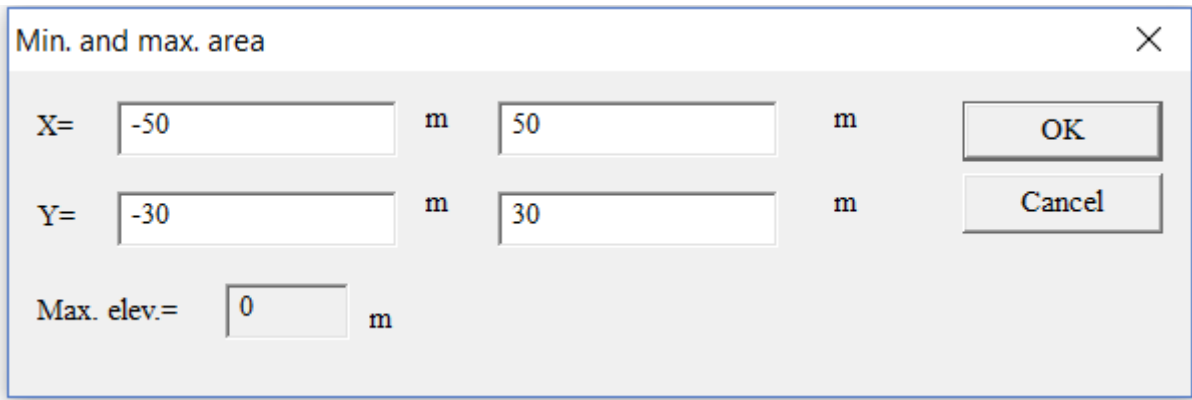 Min. and max. area
X= -50 m 50 m OK
Y= -30 m 30 m Cancel
Max. elev.= 0 m